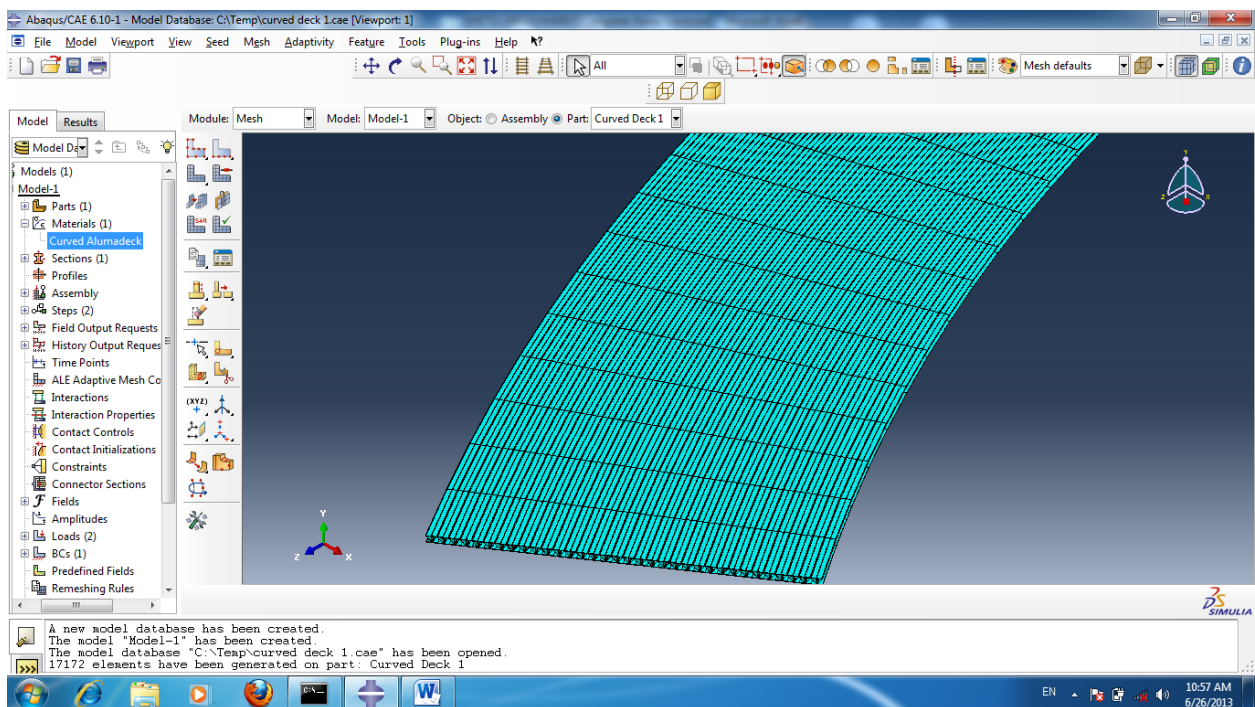 Abaqus/CAE 6.10-1 - Model Database: C:\Temp\curved deck 1.cae [Viewport: 1]
File Model Viewport View Seed Mesh Adaptivity Feature Tools Plug-ins Help
All
Mesh defaults
Model Results
Module: Mesh Model: Model-1 Object: Assembly Part: Curved Deck 1
Model Da
Models (1)
Model-1
Parts (1)
Materials (1)
Curved Alumadeck
Sections (1)
Profiles
Assembly
Steps (2)
Field Output Requests
History Output Reques
Time Points
ALE Adaptive Mesh Co
Interactions
Interaction Properties
Contact Controls
Contact Initializations
Constraints
Connector Sections
Fields
Amplitudes
Loads (2)
BCs (1)
Predefined Fields
Remeshing Rules
S4R
(XYZ)
Y
Z X
Y
Z X
SIMULIA
A new model database has been created.
The model "Model-1" has been created.
The model database "C:\Temp\curved deck 1.cae" has been opened.
17172 elements have been generated on part: Curved Deck 1
>>>
EN
10:57 AM
6/26/2013